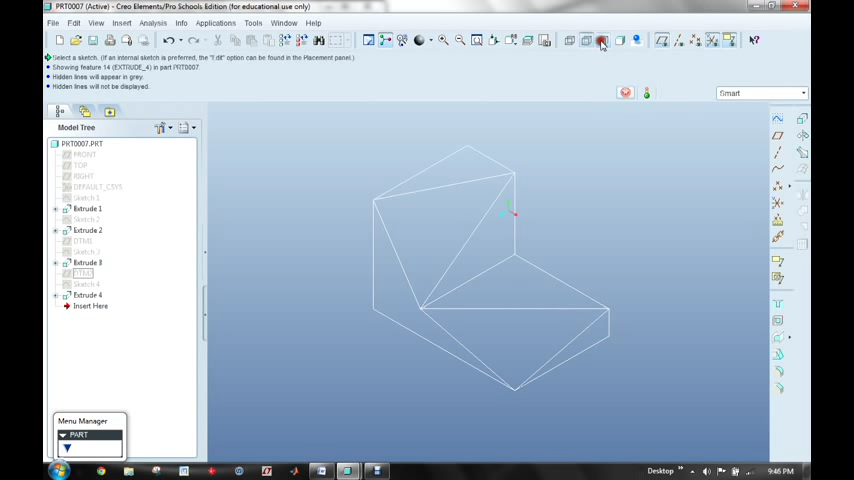 PRT0007 (Active) - Creo Elements/Pro Schools Edition (for educational use only)
File Edit View Insert Analysis Info Applications Tools Window Help
Select a sketch. (If an internal sketch is preferred, the "Edit" option can be found in the Placement panel.)
Showing feature 14 (EXTRUDE_4) in part PRT0007.
Hidden lines will appear in grey.
Hidden lines will not be displayed.
Smart
Model Tree
PRT0007.PRT
FRONT
TOP
RIGHT
DEFAULT_CSYS
Sketch 1
Extrude 1
Sketch 2
Extrude 2
DTM1
Sketch 3
Extrude 3
DTM2
Sketch 4
Extrude 4
Insert Here
Menu Manager
PART
Desktop
9:46 PM